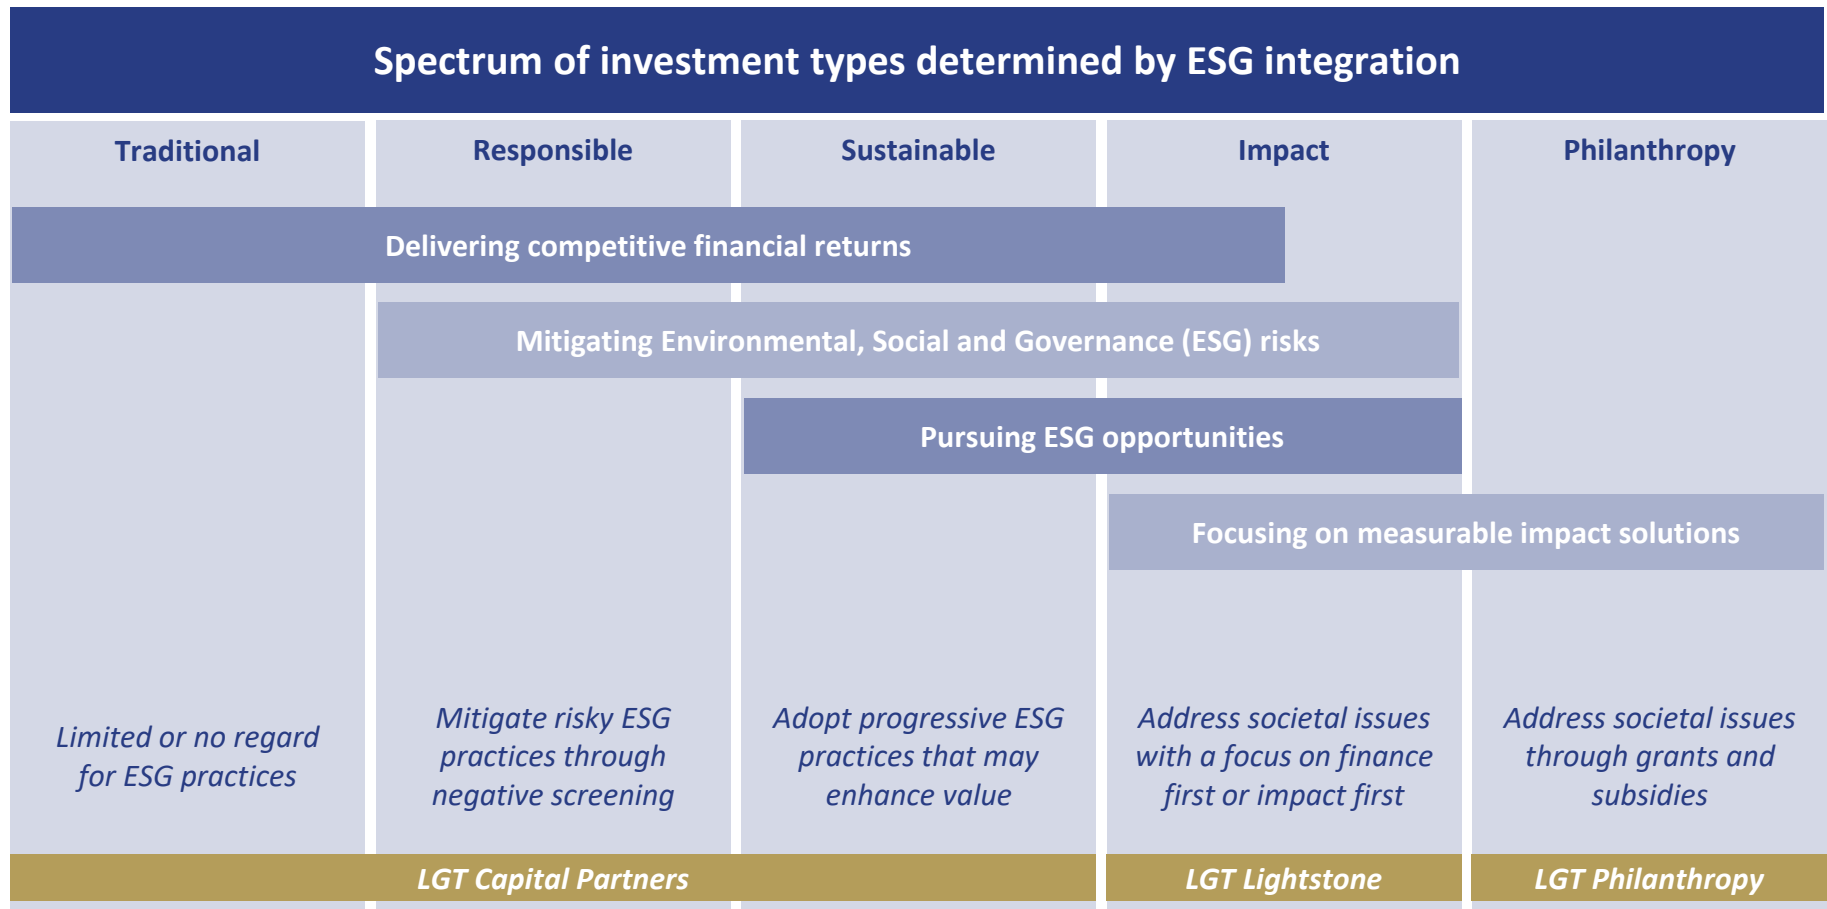 Spectrum of investment types determined by ESG integration
Traditional
Responsible
Sustainable
Impact
Philanthropy
Delivering competitive financial returns
Mitigating Environmental, Social and Governance (ESG) risks
Pursuing ESG opportunities
Focusing on measurable impact solutions
Limited or no regard
for ESG practices
Mitigate risky ESG
practices through
negative screening
Adopt progressive ESG
practices that may
enhance value
Address societal issues
with a focus on finance
first or impact first
Address societal issues
through grants and
subsidies
LGT Capital Partners
LGT Lightstone
LGT Philanthropy